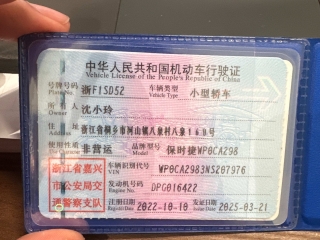 中华人民共和国机动车行驶证
Vehicle License of the People's Republic of China
号牌号码 浙F1SD52 车辆类型 小型轿车
Plate No. Vehicle Type
所有人 沈小玲
住址 浙江省桐乡市河山镇八泉村八泉160号
使用性质 非营运 品牌型号 保时捷WP0CA298
浙江省嘉兴 车辆识别代号 WP0CA2983NS207976
VIN
市公安局交 发动机号码 DPG016422
Engine No.
通警察支队 注册日期 2022-10-10 发证日期 2025-03-21
Register Date Issue Date